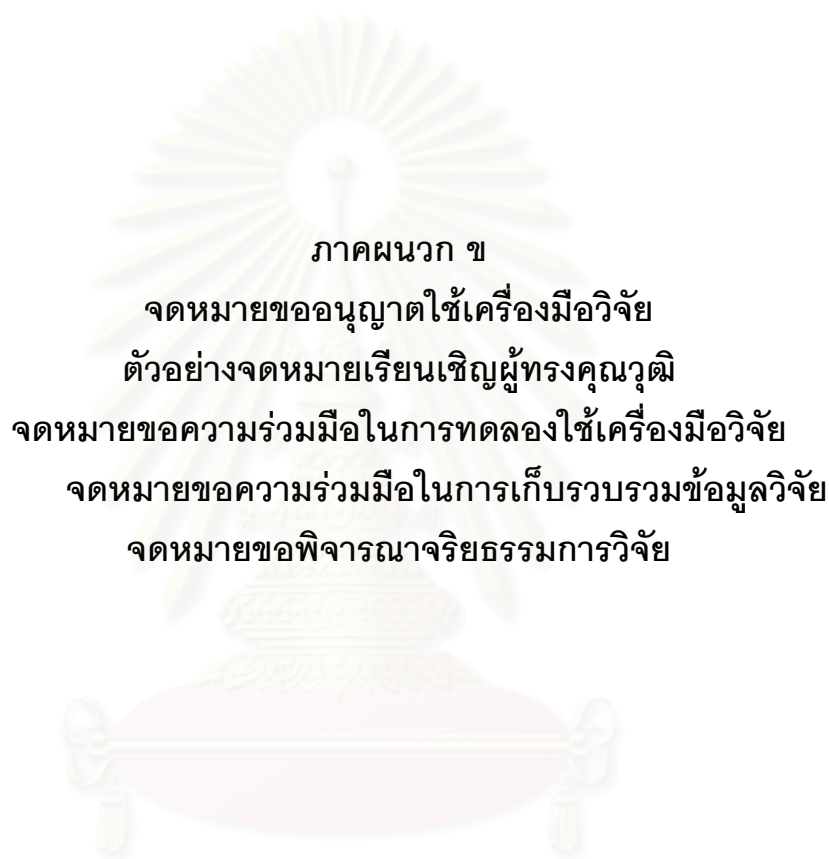 ภาคผนวก ข
จดหมายขออนุญาตใช้เครื่องมือวิจัย
ตัวอย่างจดหมายเรียนเชิญผู้ทรงคุณวุฒิ
จดหมายขอความร่วมมือในการทดลองใช้เครื่องมือวิจัย
จดหมายขอความร่วมมือในการเก็บรวบรวมข้อมูลวิจัย
จดหมายขอพิจารณาจริยธรรมการวิจัย